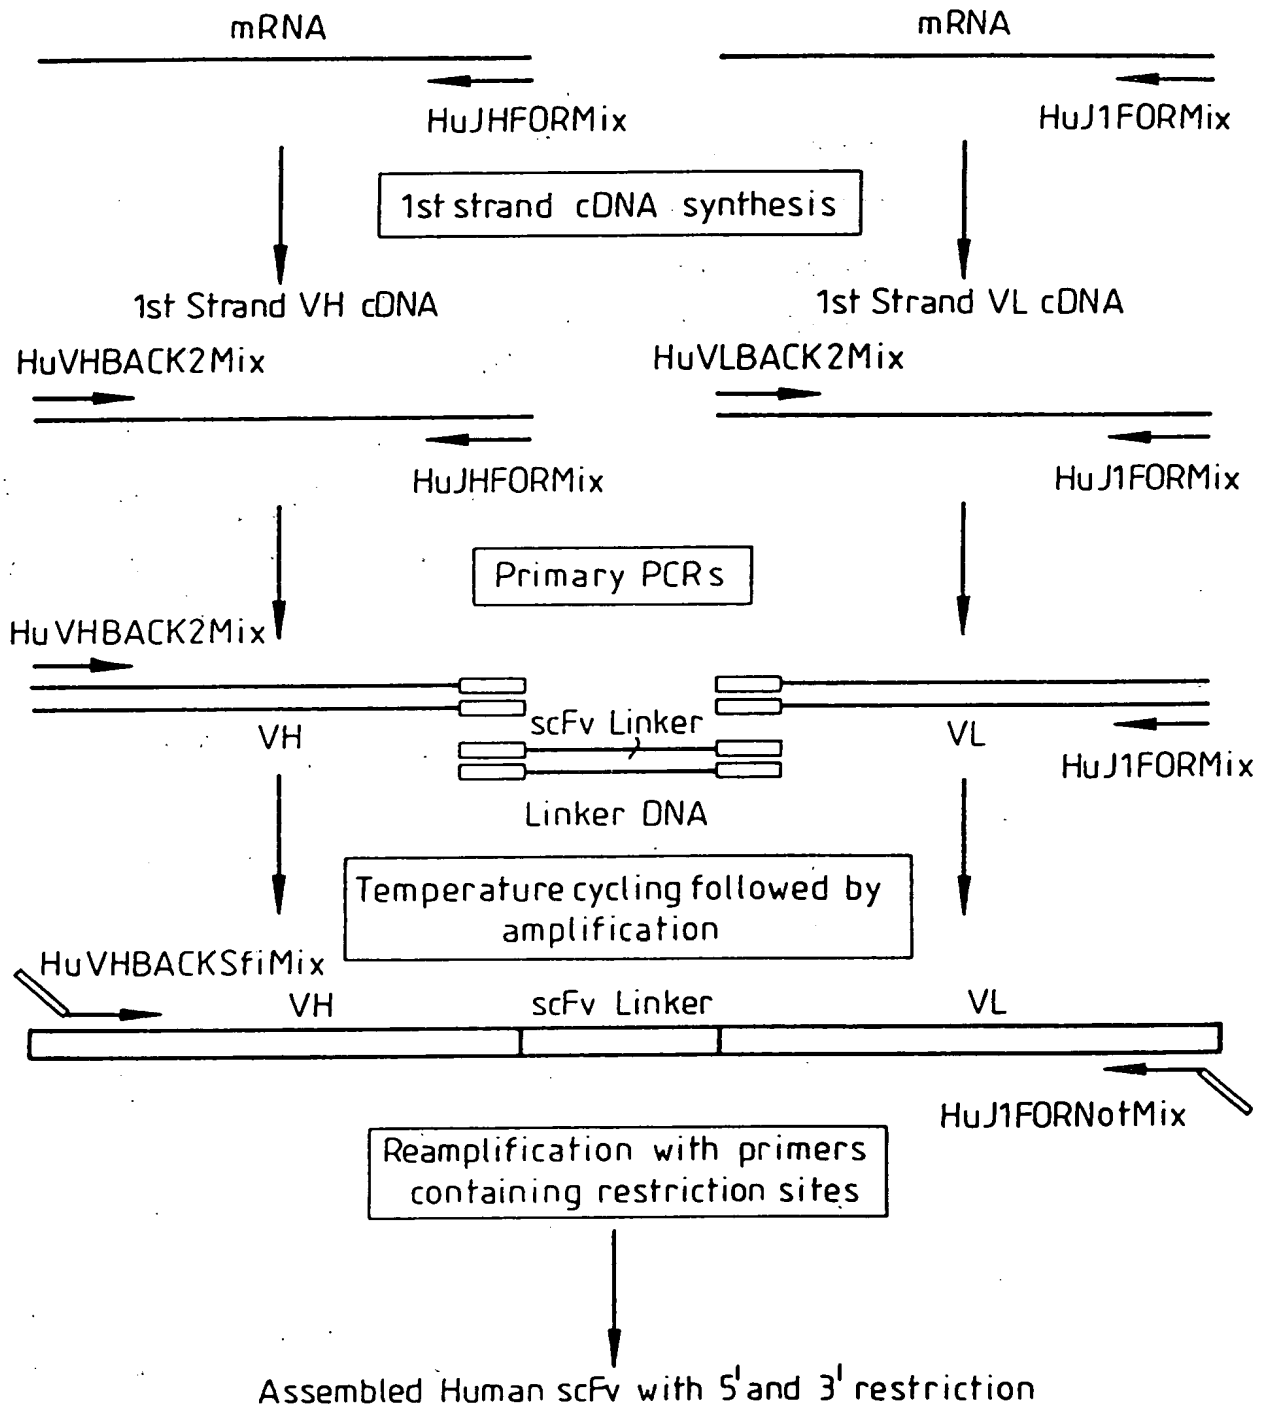 mRNA
mRNA
HuJHFORMix
HuJ1FORMix
1st strand cDNA synthesis
1st Strand VH cDNA
1st Strand VL cDNA
HuVHBACK2Mix
HuVLBACK2Mix
HuJHFORMix
HuJ1FORMix
Primary PCRs
HuVHBACK2Mix
VH
scFv Linker
VL
HuJ1FORMix
Linker DNA
Temperature cycling followed by
amplification
HuVHBACKSfiMix
VH
scFv Linker
VL
HuJ1FORNotMix
Reamplification with primers
containing restriction sites
Assembled Human scFv with 5' and 3' restriction